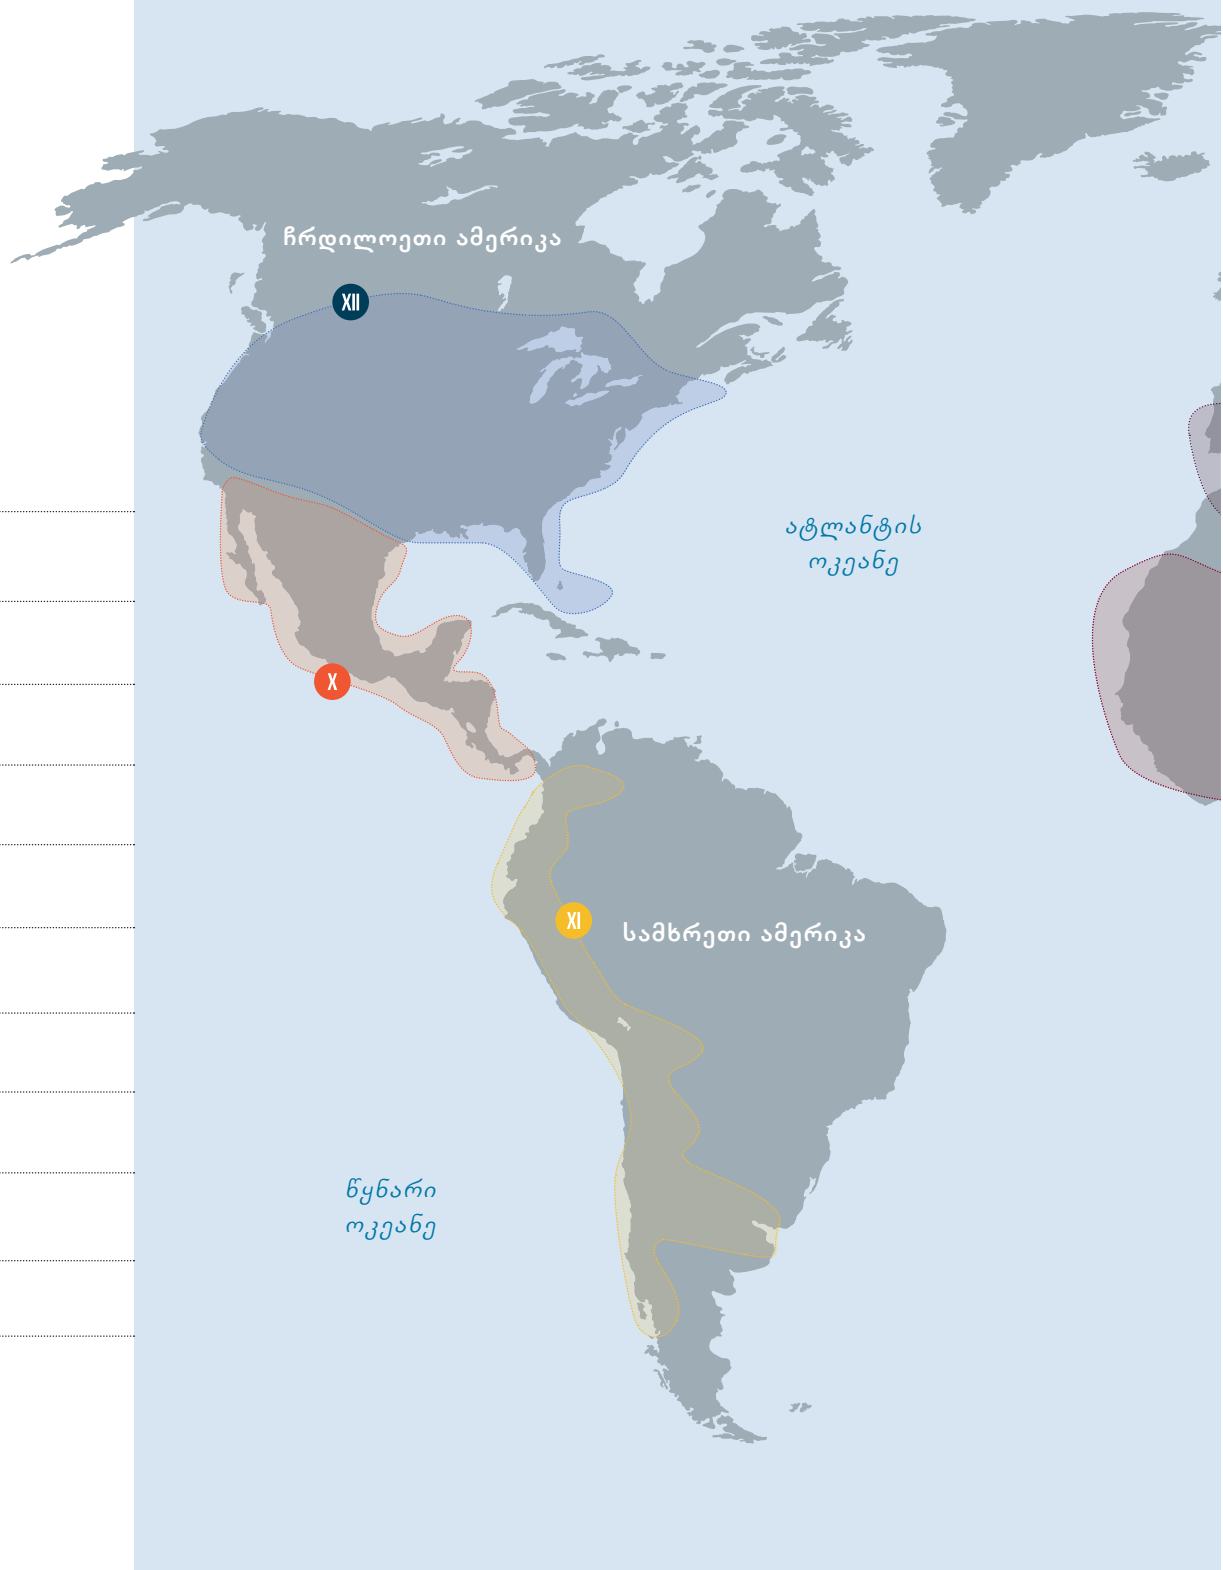 ჩრდილოეთი ამერიკა
XII
ატლანტის
ოკეანე
X
XI
სამხრეთი ამერიკა
წყნარი
ოკეანე